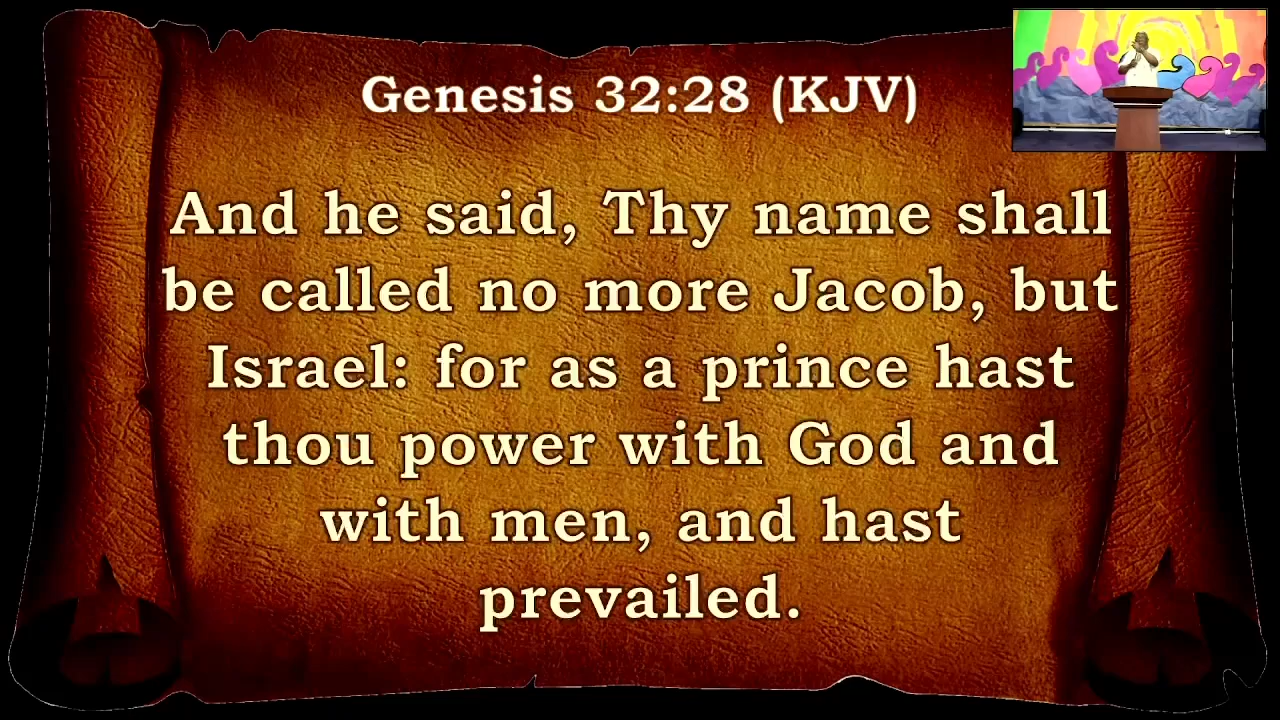 Genesis 32:28 (KJV)
And he said, Thy name shall
be called no more Jacob, but
Israel: for as a prince hast
thou power with God and
with men, and hast
prevailed.